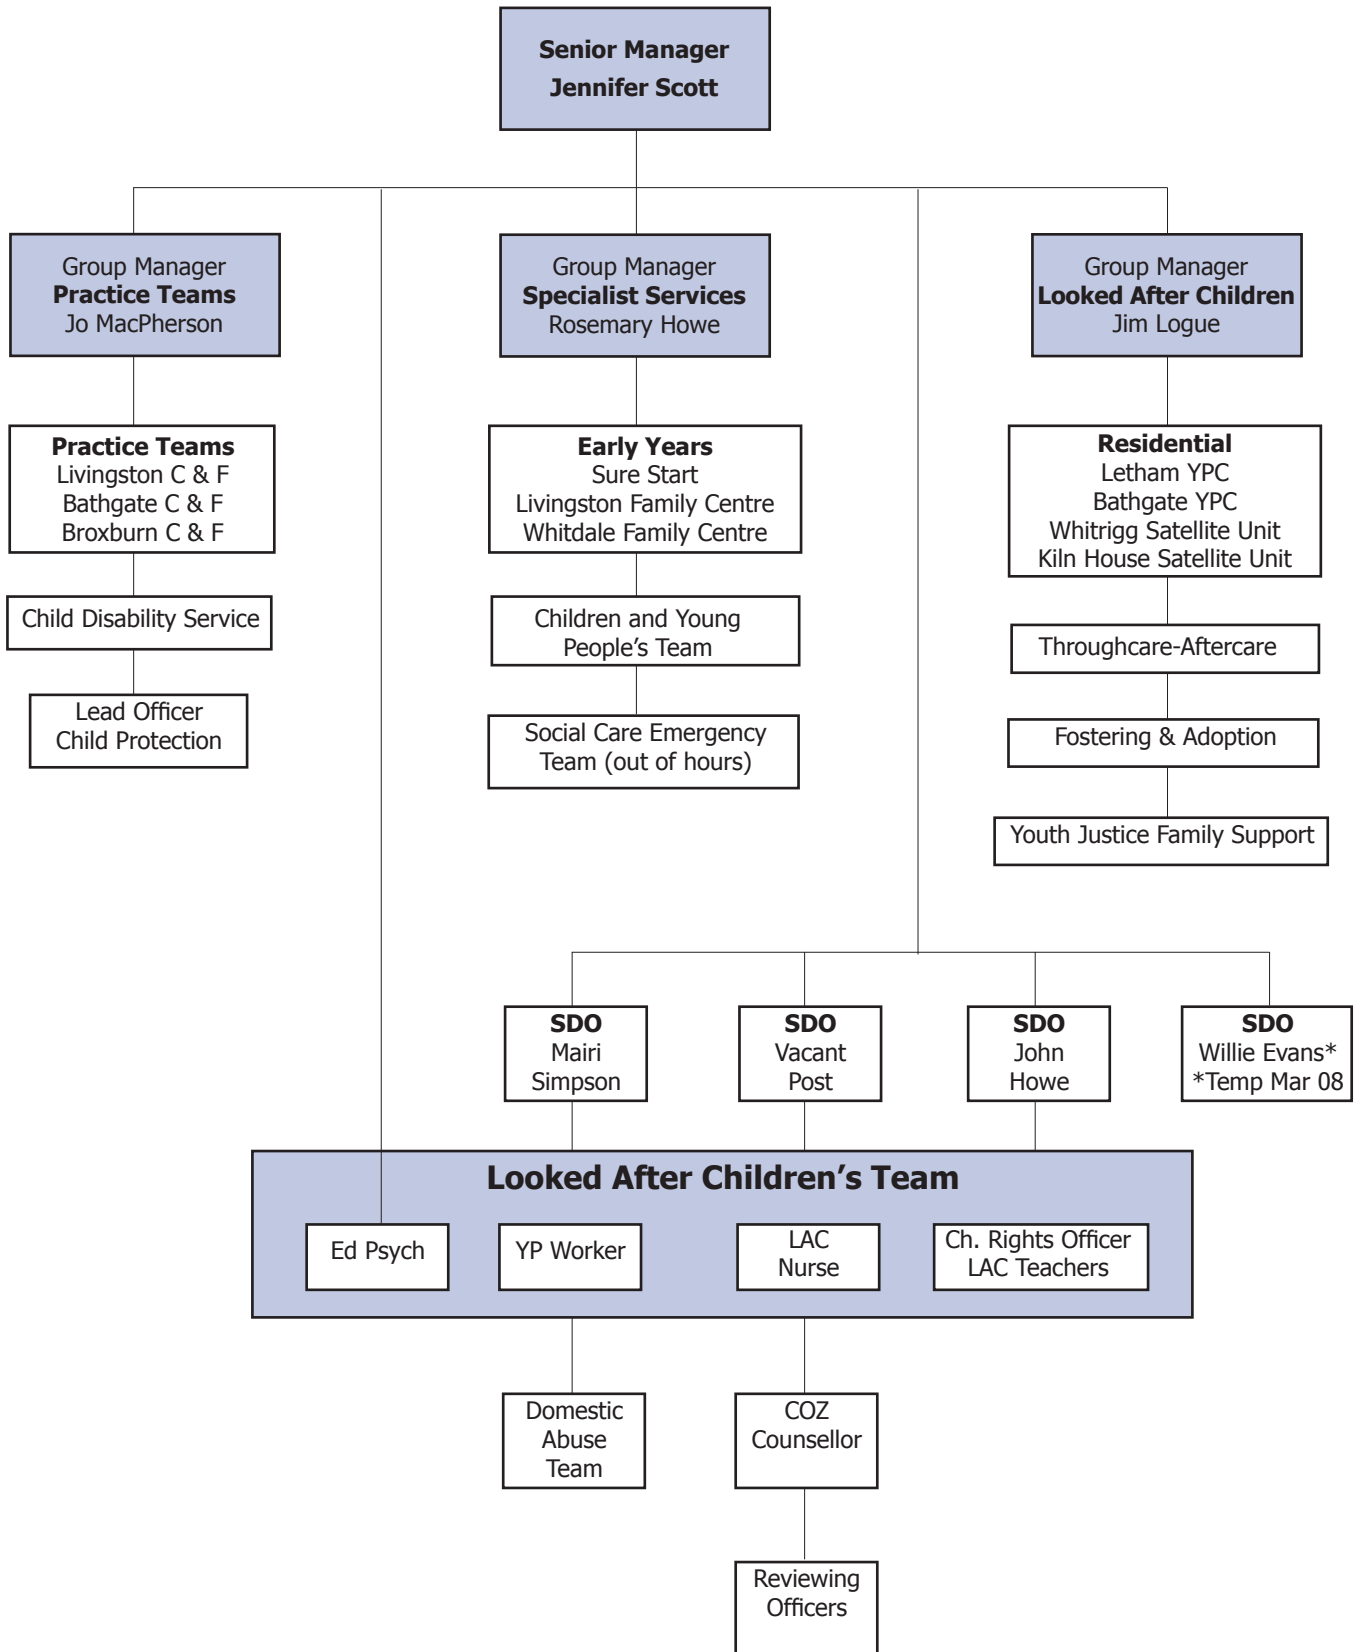 Senior Manager
Jennifer Scott
Group Manager
Practice Teams
Jo MacPherson
Group Manager
Specialist Services
Rosemary Howe
Group Manager
Looked After Children
Jim Logue
Practice Teams
Livingston C & F
Bathgate C & F
Broxburn C & F
Early Years
Sure Start
Livingston Family Centre
Whitdale Family Centre
Residential
Letham YPC
Bathgate YPC
Whitrigg Satellite Unit
Kiln House Satellite Unit
Child Disability Service
Children and Young
People’s Team
Throughcare-Aftercare
Lead Officer
Child Protection
Social Care Emergency
Team (out of hours)
Fostering & Adoption
Youth Justice Family Support
SDO
Mairi
Simpson
SDO
Vacant
Post
SDO
John
Howe
SDO
Willie Evans*
*Temp Mar 08
Looked After Children’s Team
Ed Psych
YP Worker
LAC
Nurse
Ch. Rights Officer
LAC Teachers
Domestic
Abuse
Team
COZ
Counsellor
Reviewing
Officers